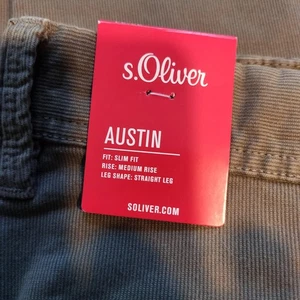 s.Oliver
AUSTIN
FIT: SLIM FIT
RISE: MEDIUM RISE
LEG SHAPE: STRAIGHT LEG
SOLIVER.COM